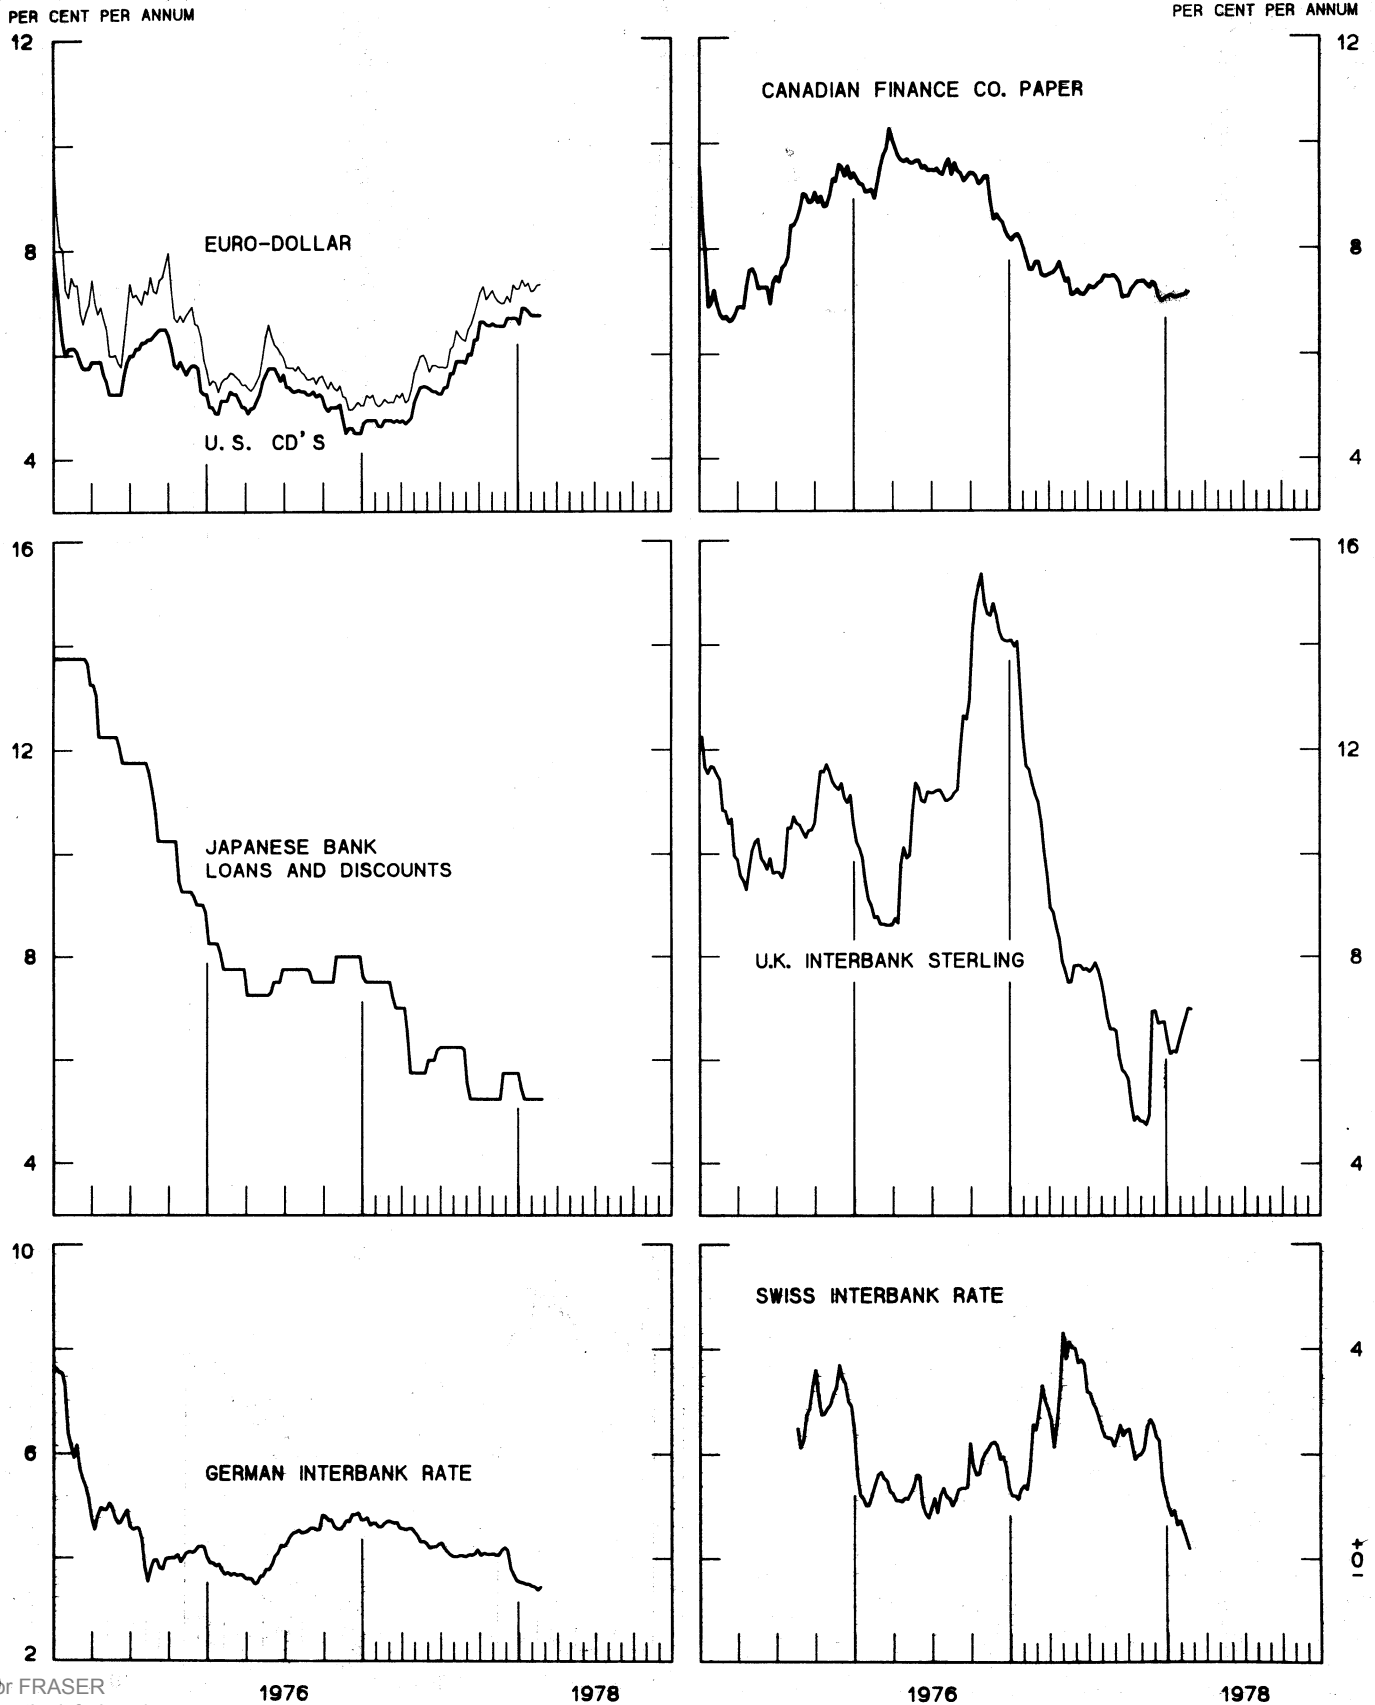 PER CENT PER ANNUM
PER CENT PER ANNUM
12
8
4
EURO-DOLLAR
U.S. CD'S
CANADIAN FINANCE CO. PAPER
12
8
4
16
12
8
4
JAPANESE BANK
LOANS AND DISCOUNTS
U.K. INTERBANK STERLING
16
12
8
4
10
6
2
GERMAN INTERBANK RATE
SWISS INTERBANK RATE
4
+
0
-
1976
1978
1976
1978
or FRASER